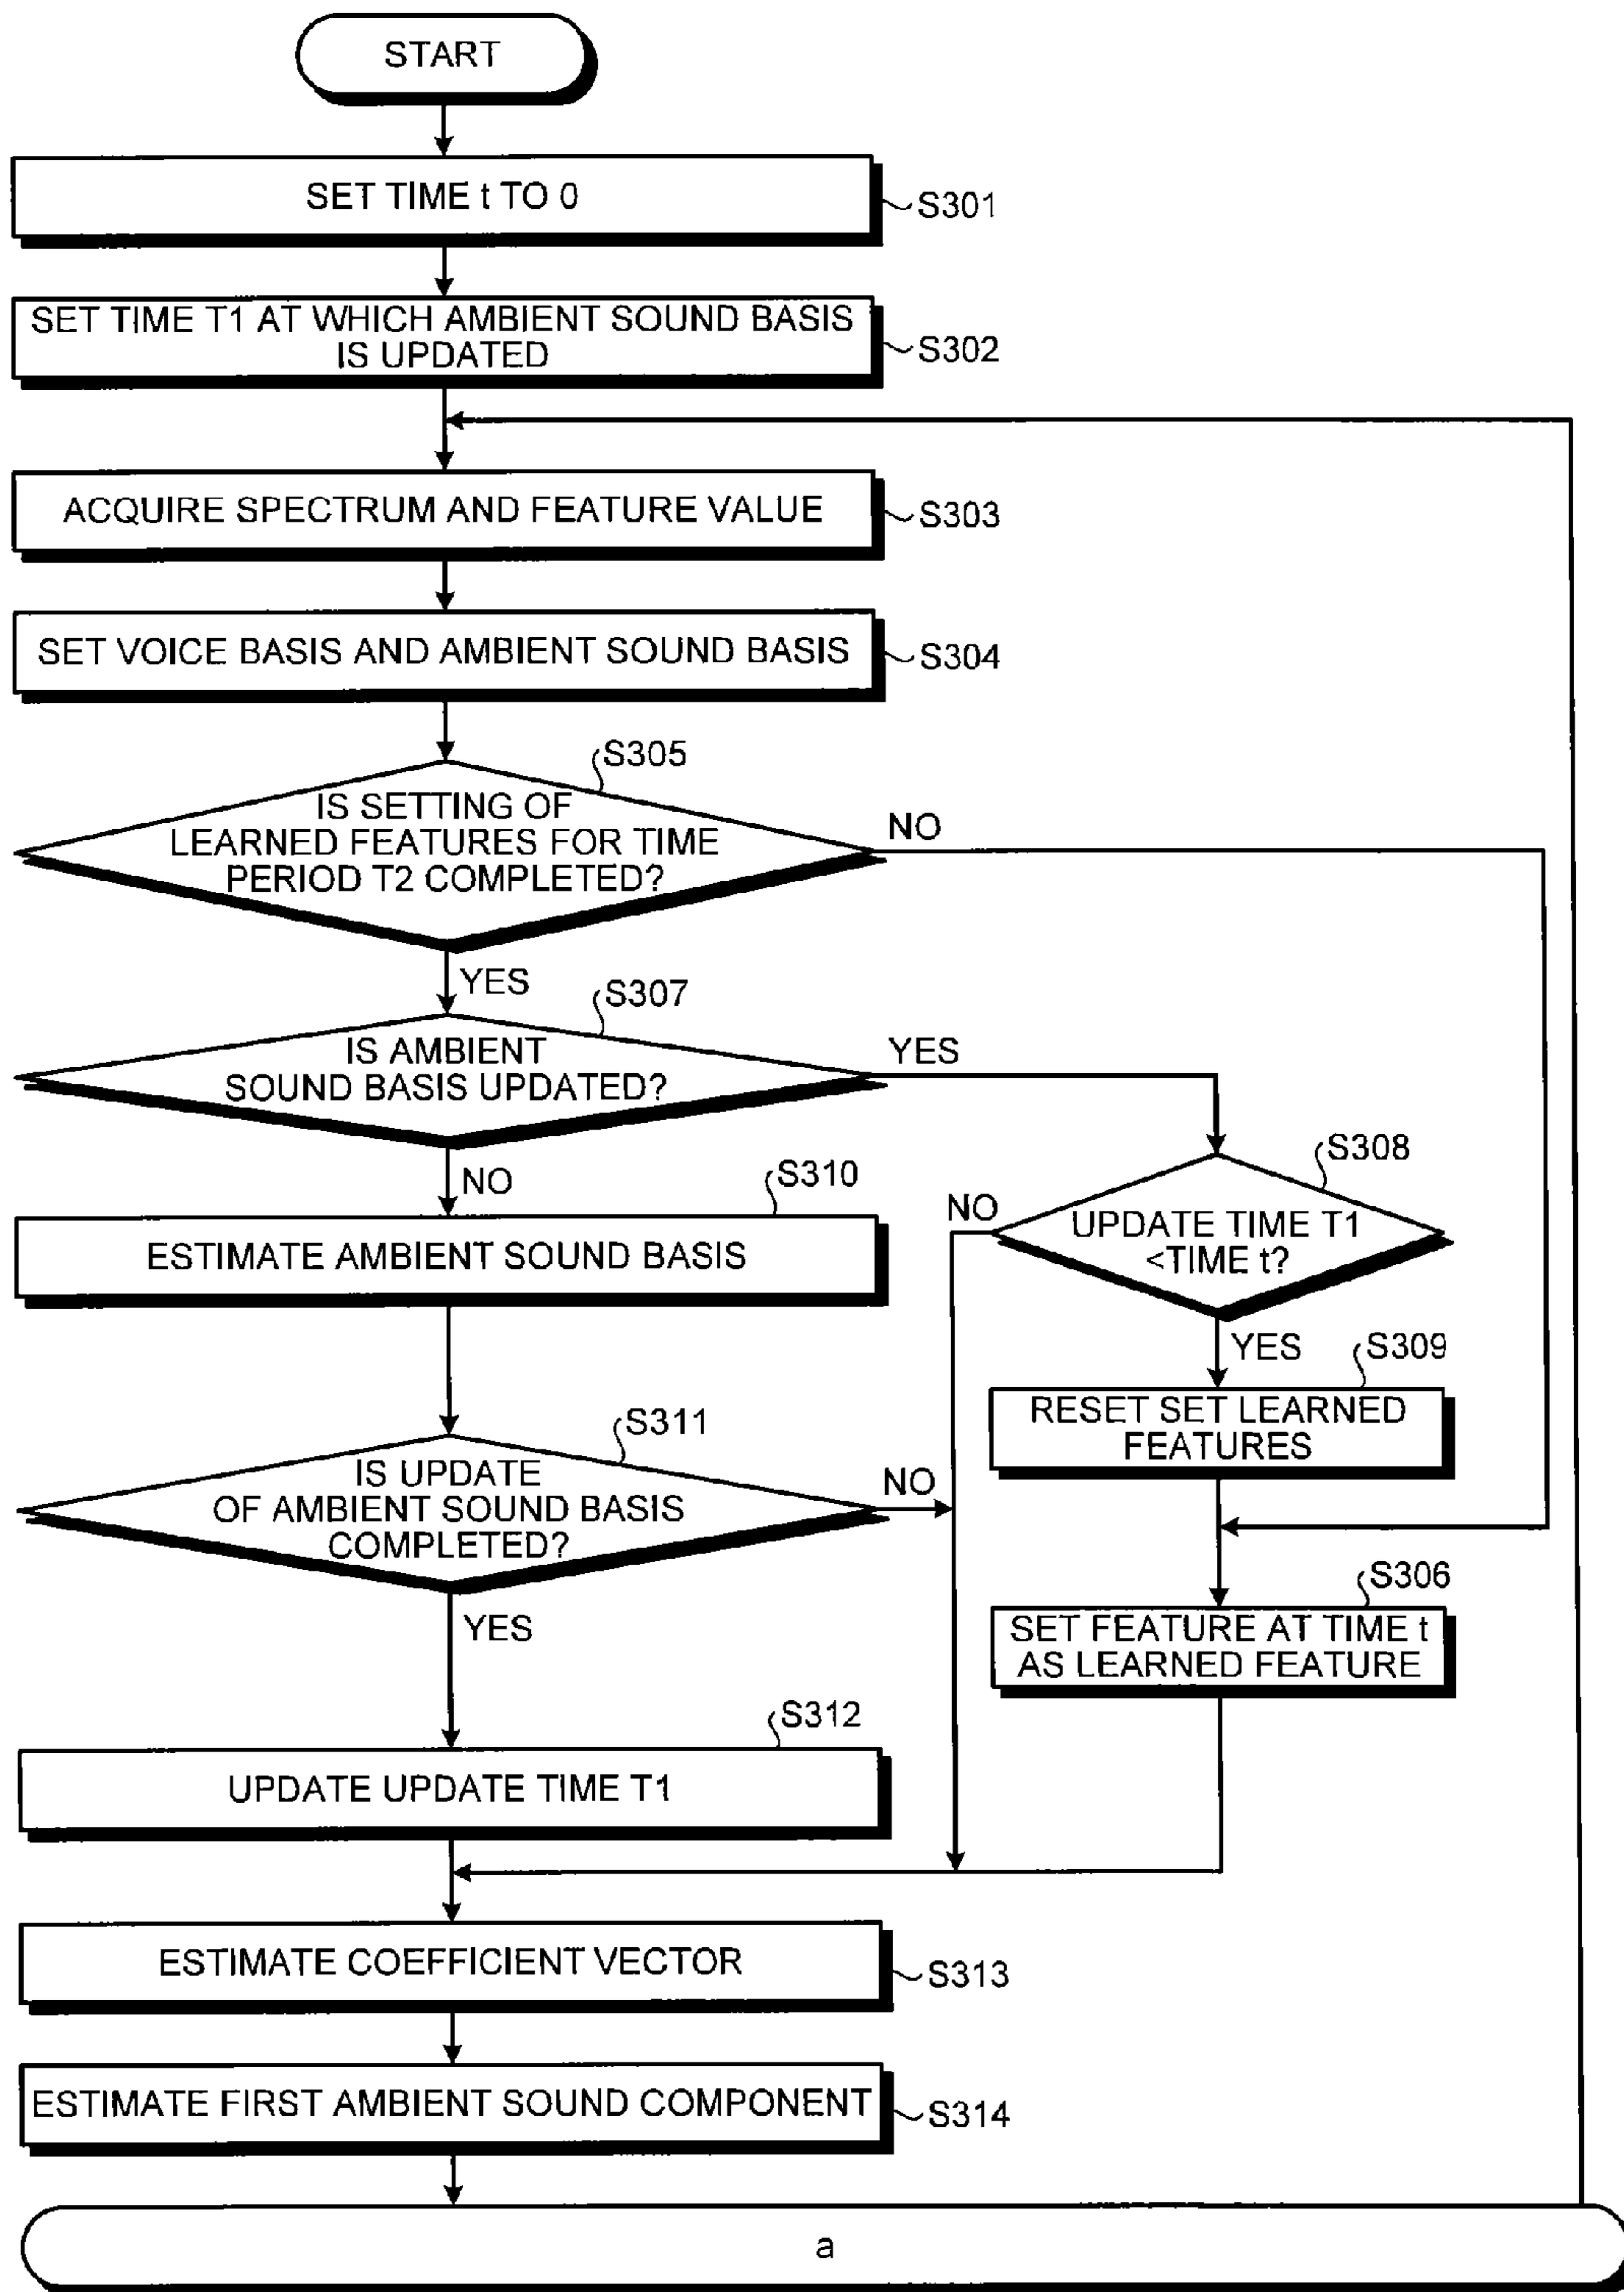 START
SET TIME t TO 0
S301
SET TIME T1 AT WHICH AMBIENT SOUND BASIS
IS UPDATED
S302
ACQUIRE SPECTRUM AND FEATURE VALUE
S303
SET VOICE BASIS AND AMBIENT SOUND BASIS
S304
S305
IS SETTING OF
LEARNED FEATURES FOR TIME
PERIOD T2 COMPLETED?
NO
YES
S307
IS AMBIENT
SOUND BASIS UPDATED?
YES
NO
S308
UPDATE TIME T1
<TIME t?
NO
YES
S310
ESTIMATE AMBIENT SOUND BASIS
S309
RESET SET LEARNED
FEATURES
S311
IS UPDATE
OF AMBIENT SOUND BASIS
COMPLETED?
NO
YES
S306
SET FEATURE AT TIME t
AS LEARNED FEATURE
S312
UPDATE UPDATE TIME T1
ESTIMATE COEFFICIENT VECTOR
S313
ESTIMATE FIRST AMBIENT SOUND COMPONENT
S314
a